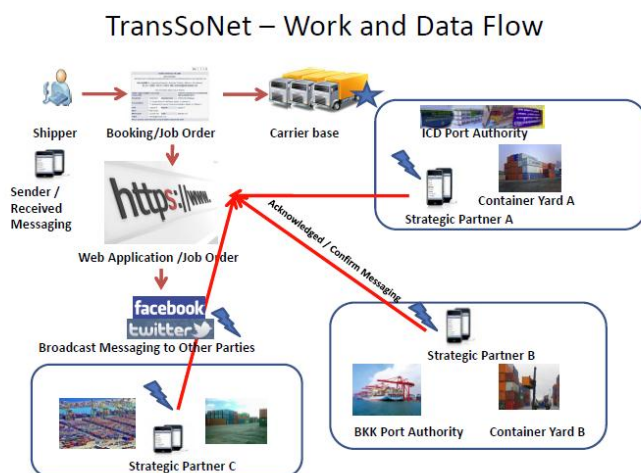 TransSoNet – Work and Data Flow
Shipper
Booking/Job Order
Carrier base
ICD Port Authority
Sender /
Received Messaging
https://www.
Container Yard A
Strategic Partner A
Acknowledged / Confirm Messaging
Web Application /Job Order
facebook
twitter
Broadcast Messaging to Other Parties
Strategic Partner B
BKK Port Authority
Container Yard B
Strategic Partner C